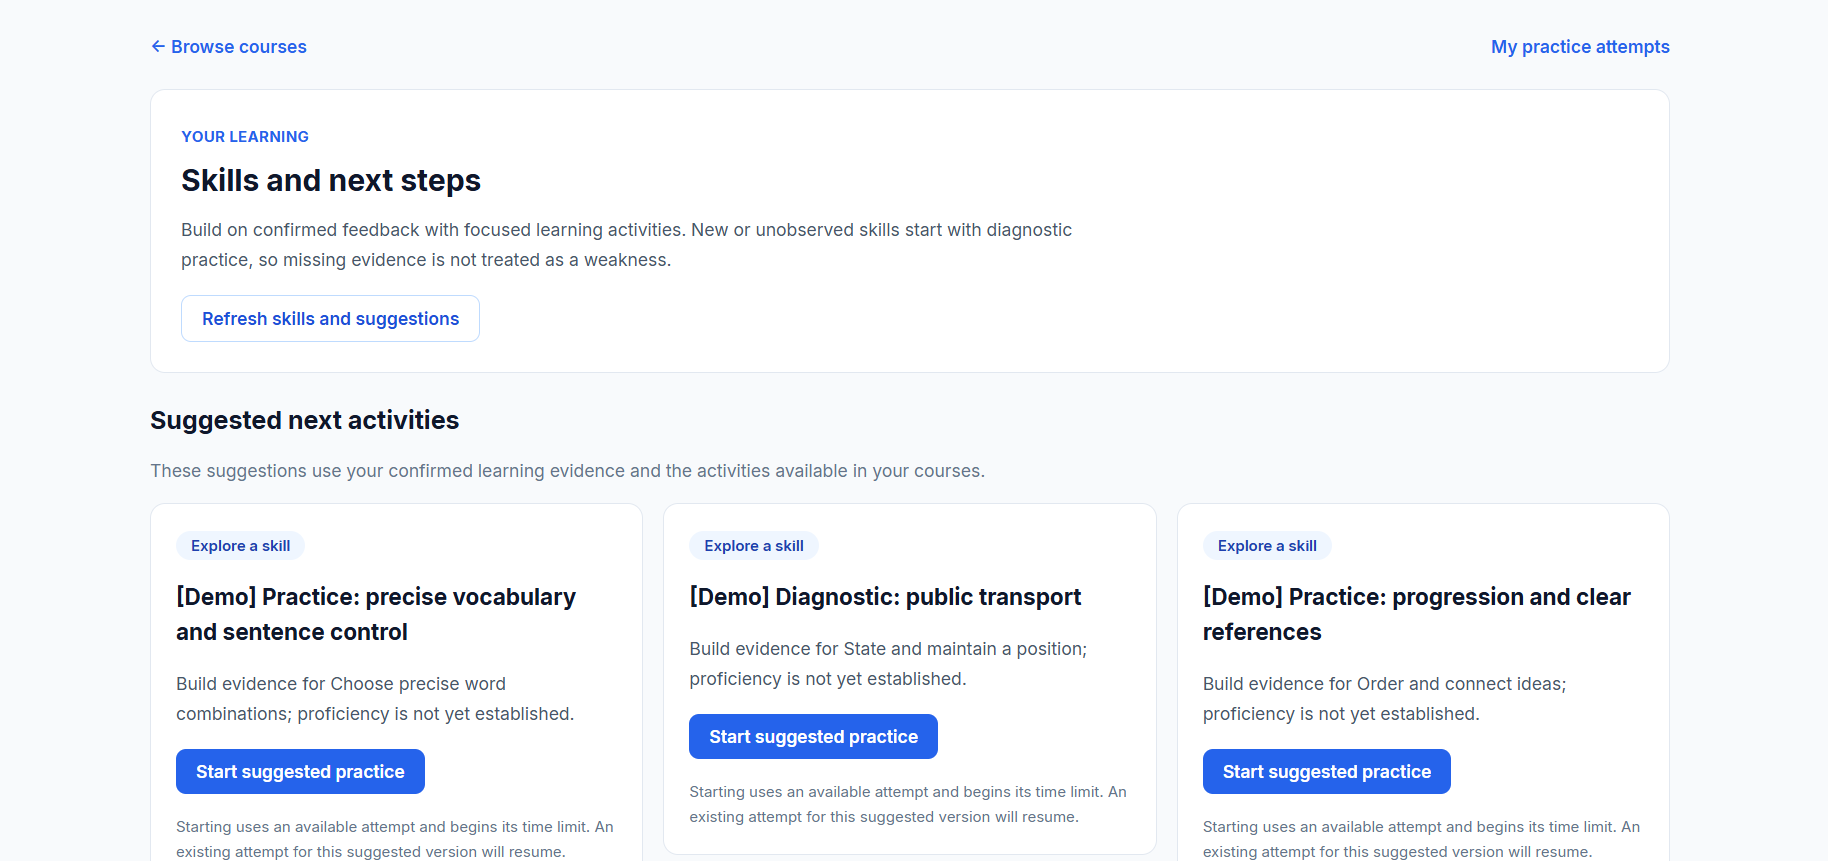 ← Browse courses
My practice attempts
YOUR LEARNING
Skills and next steps
Build on confirmed feedback with focused learning activities. New or unobserved skills start with diagnostic
practice, so missing evidence is not treated as a weakness.
Refresh skills and suggestions
Suggested next activities
These suggestions use your confirmed learning evidence and the activities available in your courses.
Explore a skill
[Demo] Practice: precise vocabulary
and sentence control
Build evidence for Choose precise word
combinations; proficiency is not yet established.
Start suggested practice
Starting uses an available attempt and begins its time limit. An
existing attempt for this suggested version will resume.
Explore a skill
[Demo] Diagnostic: public transport
Build evidence for State and maintain a position;
proficiency is not yet established.
Start suggested practice
Starting uses an available attempt and begins its time limit. An
existing attempt for this suggested version will resume.
Explore a skill
[Demo] Practice: progression and clear
references
Build evidence for Order and connect ideas;
proficiency is not yet established.
Start suggested practice
Starting uses an available attempt and begins its time limit. An
existing attempt for this suggested version will resume.